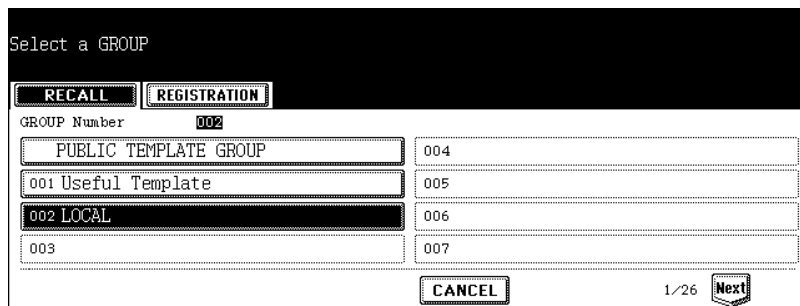 Select a GROUP
RECALL REGISTRATION
GROUP Number 002
PUBLIC TEMPLATE GROUP
001 Useful Template
002 LOCAL
003
004
005
006
007
CANCEL 1/26 Next